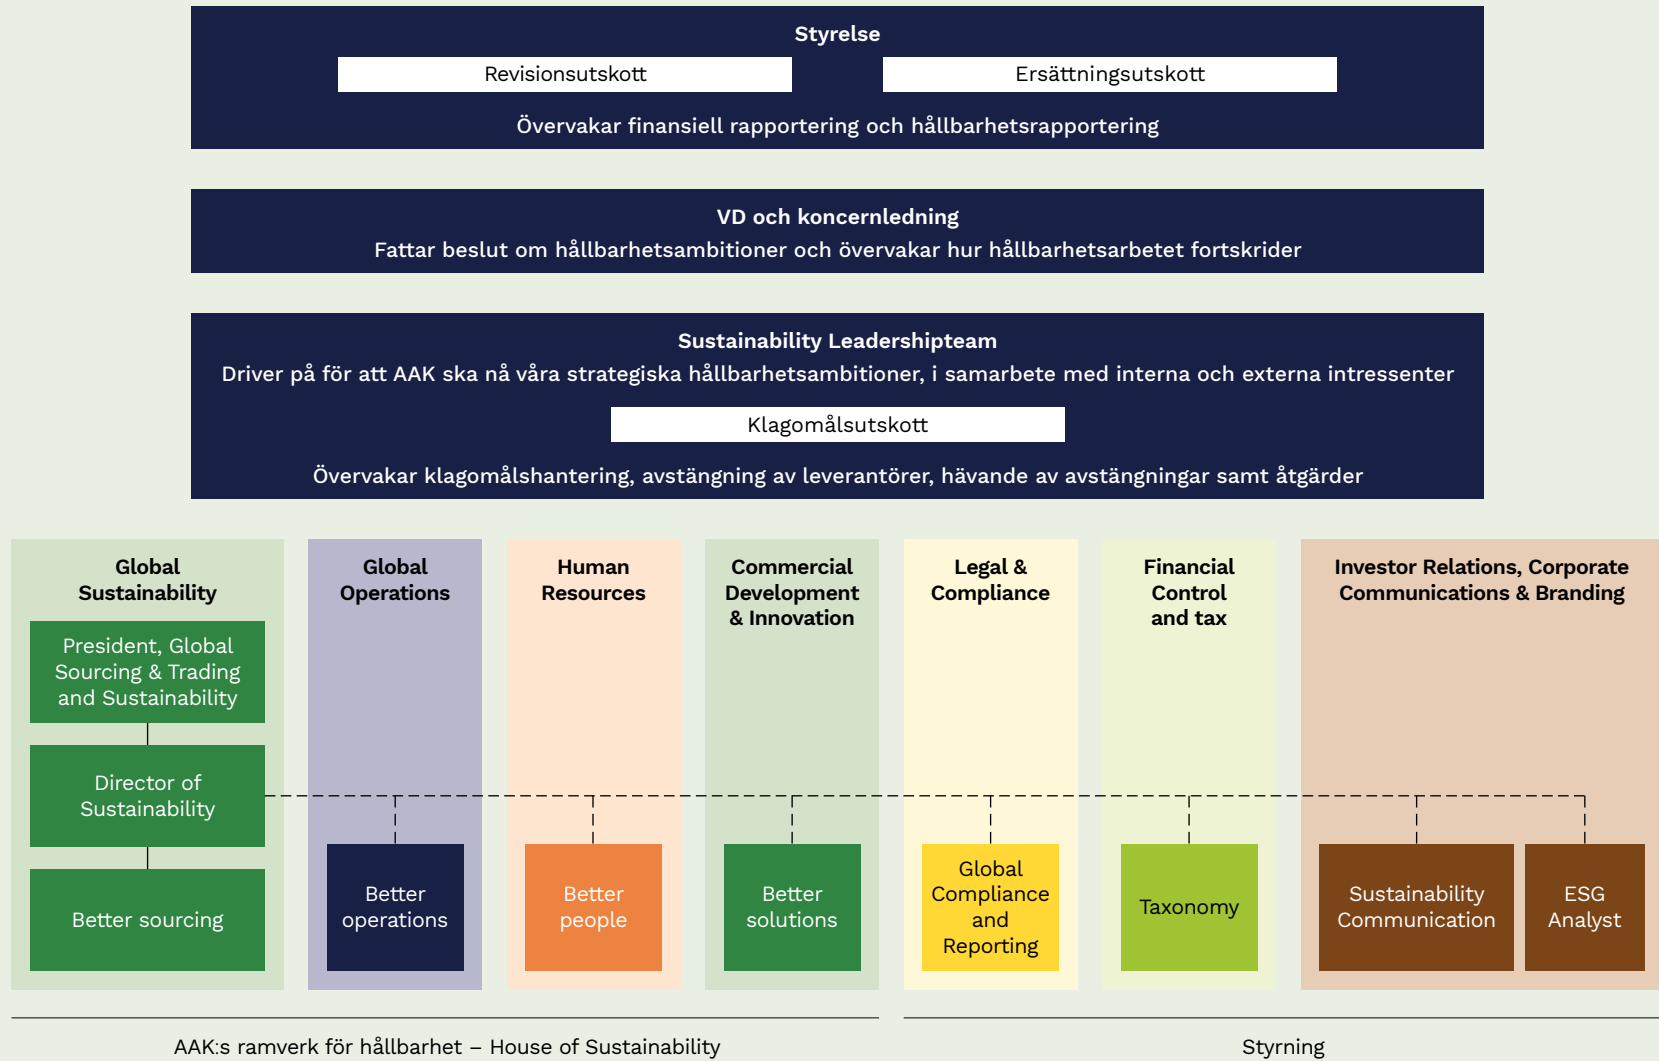 Styrelse
Revisionsutskott
Ersättningsutskott
Övervakar finansiell rapportering och hållbarhetsrapportering
VD och koncernledning
Fattar beslut om hållbarhetsambitioner och övervakar hur hållbarhetsarbetet fortskrider
Sustainability Leadershipteam
Driver på för att AAK ska nå våra strategiska hållbarhetsambitioner, i samarbete med interna och externa intressenter
Klagomålsutskott
Övervakar klagomålshantering, avstängning av leverantörer, hävande av avstängningar samt åtgärder
Global
Sustainability
President, Global
Sourcing & Trading
and Sustainability
Director of
Sustainability
Better sourcing
Global
Operations
Better
operations
Human
Resources
Better
people
Commercial
Development
& Innovation
Better
solutions
Legal &
Compliance
Global
Compliance
and
Reporting
Financial
Control
and tax
Taxonomy
Investor Relations, Corporate
Communications & Branding
Sustainability
Communication
ESG
Analyst
AAK:s ramverk för hållbarhet – House of Sustainability
Styrning